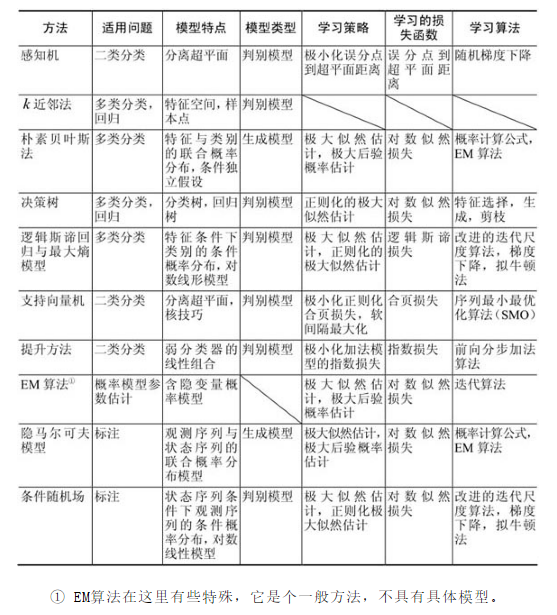 方法 适用问题 模型特点 模型类型 学习策略 学习的损失函数 学习算法
感知机 二类分类 分离超平面 判别模型 极小化误分点到超平面距离 误分点到超平面距离 随机梯度下降
k近邻法 多类分类,回归 特征空间,样本点 判别模型
朴素贝叶斯法 多类分类 特征与类别的联合概率分布,条件独立假设 生成模型 极大似然估计,极大后验概率估计 对数似然损失 概率计算公式,EM 算法
决策树 多类分类,回归 分类树,回归树 判别模型 正则化的极大似然估计 对数似然损失 特征选择,生成,剪枝
逻辑斯谛回归与最大熵模型 多类分类 特征条件下类别的条件概率分布,对数线形模型 判别模型 极大似然估计,正则化的极大似然估计 逻辑斯谛损失 改进的迭代尺度算法,梯度下降,拟牛顿法
支持向量机 二类分类 分离超平面,核技巧 判别模型 极小化正则化合页损失,软间隔最大化 合页损失 序列最小最优化算法(SMO)
提升方法 二类分类 弱分类器的线性组合 判别模型 极小化加法模型的指数损失 指数损失 前向分步加法算法
EM 算法① 概率模型参数估计 含隐变量概率模型 极大似然估计,极大后验概率估计 对数似然损失 迭代算法
隐马尔可夫模型 标注 观测序列与状态序列的联合概率分布模型 生成模型 极大似然估计,极大后验概率估计 对数似然损失 概率计算公式,EM 算法
条件随机场 标注 状态序列条件下观测序列的条件概率分布,对数线性模型 判别模型 极大似然估计,正则化极大似然估计 对数似然损失 改进的迭代尺度算法,梯度下降,拟牛顿法
① EM算法在这里有些特殊,它是个一般方法,不具有具体模型。